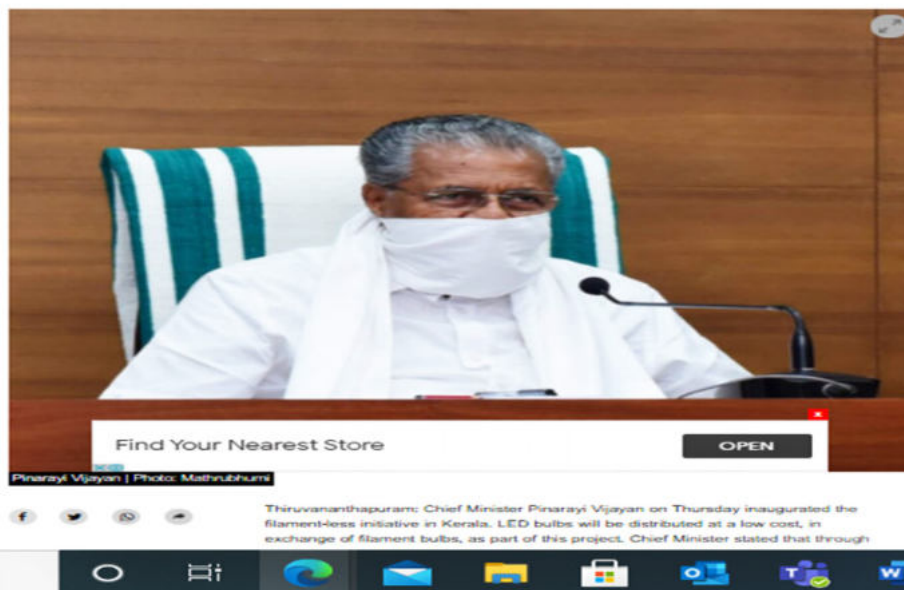 Find Your Nearest Store
OPEN
Pinarayi Vijayan | Photo: Mathrubhumi
Thiruvananthapuram: Chief Minister Pinarayi Vijayan on Thursday inaugurated the
filament-less initiative in Kerala. LED bulbs will be distributed at a low cost, in
exchange of filament bulbs, as part of this project. Chief Minister stated that through